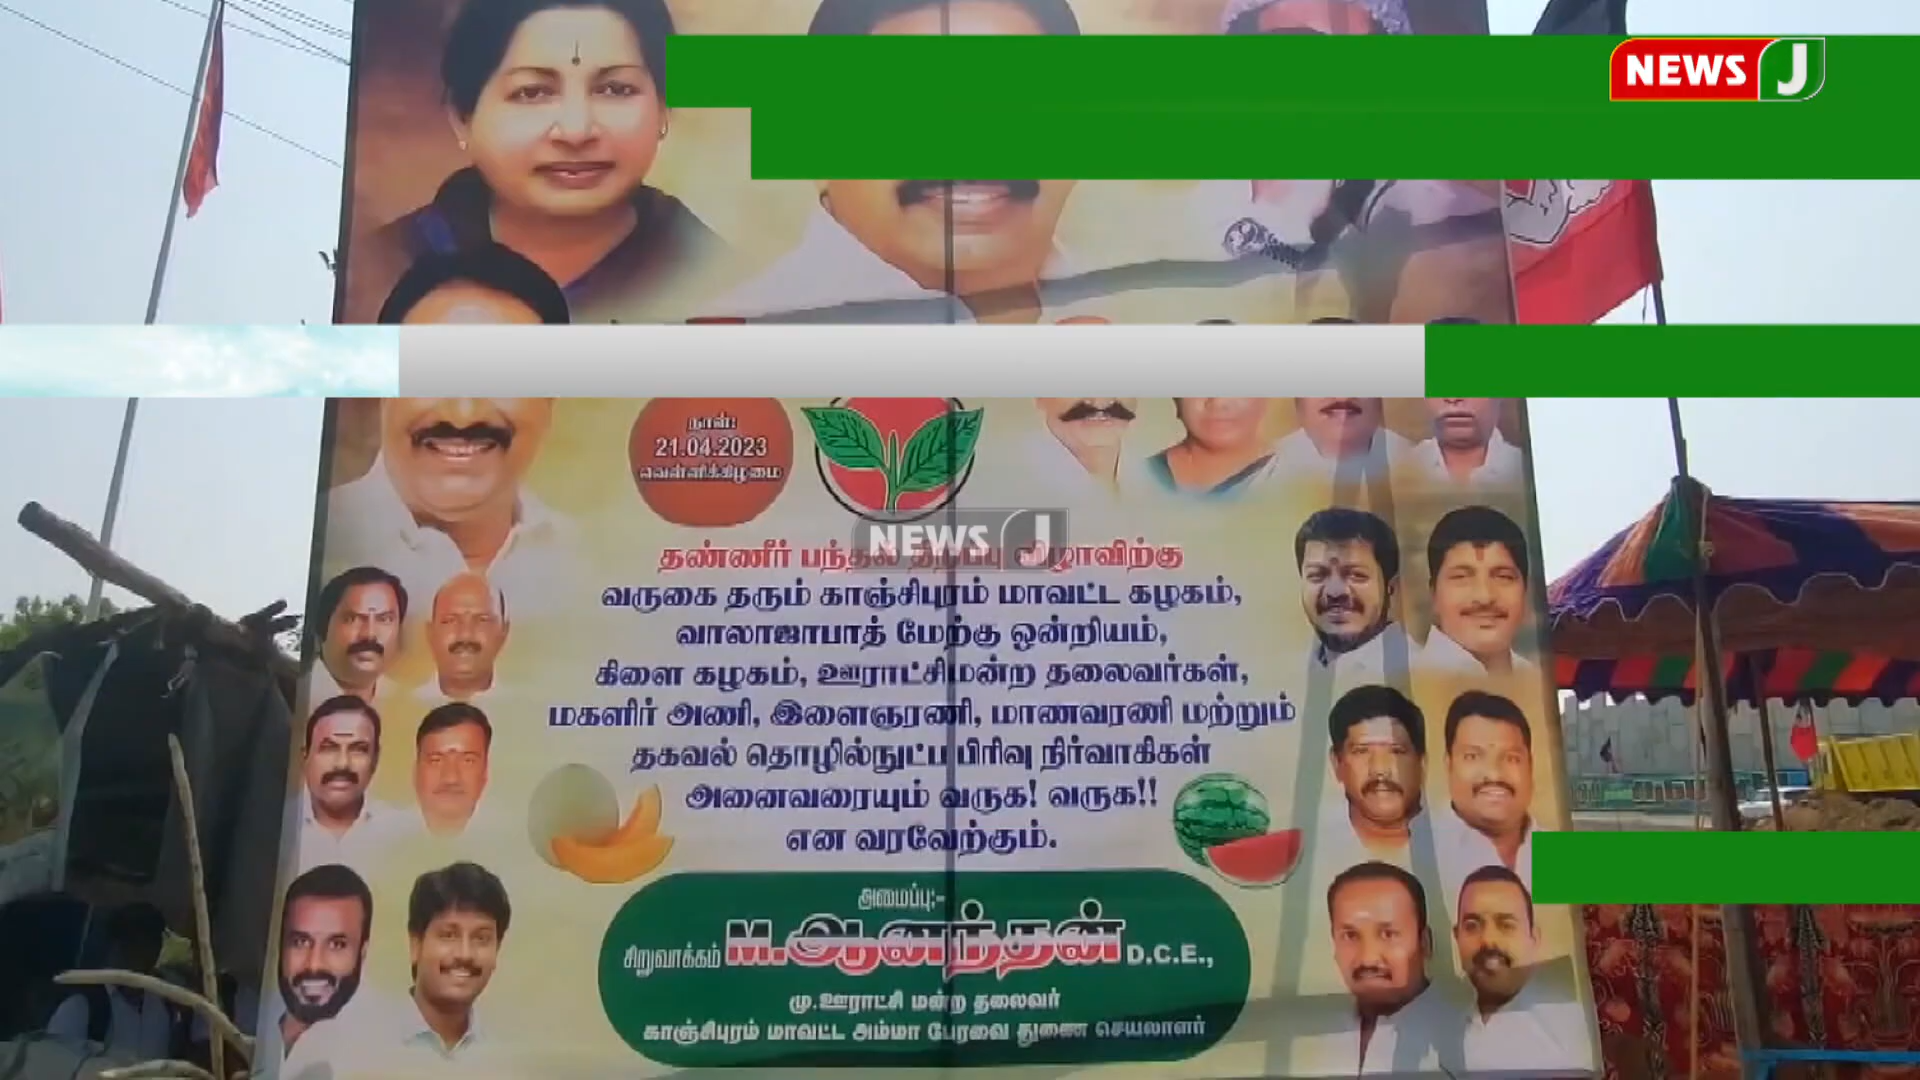 NEWS J
நாள்:
21.04.2023
வெள்ளிக்கிழமை
NEWS J
தண்ணீர் பந்தல் திறப்பு விழாவிற்கு
வருகை தரும் காஞ்சிபுரம் மாவட்ட கழகம்,
வாலாஜாபாத் மேற்கு ஒன்றியம்,
கிளை கழகம், ஊராட்சிமன்ற தலைவர்கள்,
மகளிர் அணி, இளைஞரணி, மாணவரணி மற்றும்
தகவல் தொழில்நுட்ப பிரிவு நிர்வாகிகள்
அனைவரையும் வருக! வருக!!
என வரவேற்கும்.
அமைப்பு:-
சிறுவாக்கம் M.ஆனந்தன் D.C.E.,
மு.ஊராட்சி மன்ற தலைவர்
காஞ்சிபுரம் மாவட்ட அம்மா பேரவை துணை செயலாளர்